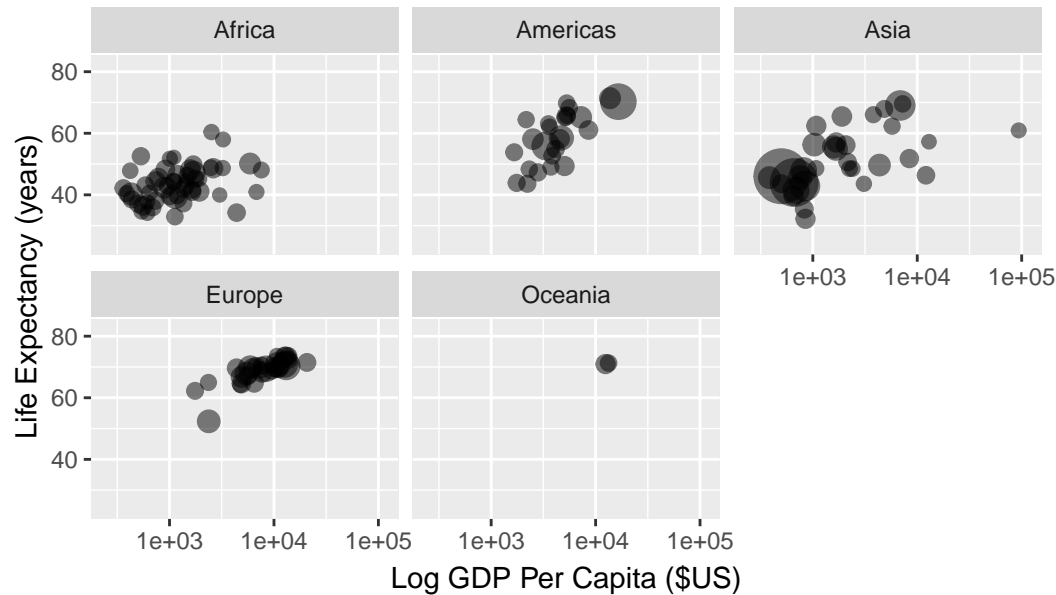 Africa
Americas
Asia
80
60
40
1e+03
1e+04
1e+05
Europe
Oceania
80
60
40
1e+03
1e+04
1e+05
1e+03
1e+04
1e+05
Life Expectancy (years)
Log GDP Per Capita ($US)